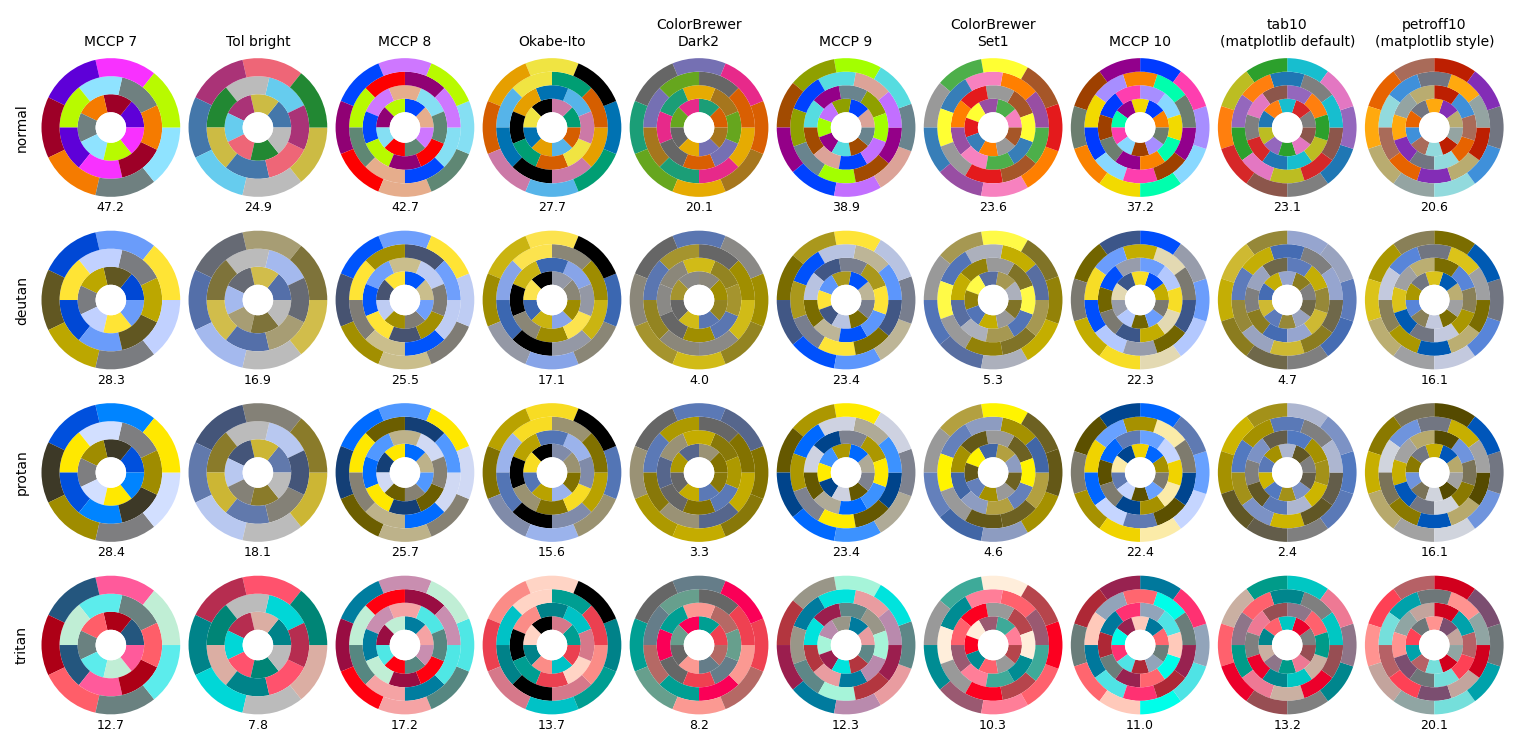 MCCP 7
Tol bright
MCCP 8
Okabe-Ito
ColorBrewer
Dark2
MCCP 9
ColorBrewer
Set1
MCCP 10
tab10
(matplotlib default)
petroff10
(matplotlib style)
normal
47.2
24.9
42.7
27.7
20.1
38.9
23.6
37.2
23.1
20.6
deutan
28.3
16.9
25.5
17.1
4.0
23.4
5.3
22.3
4.7
16.1
protan
28.4
18.1
25.7
15.6
3.3
23.4
4.6
22.4
2.4
16.1
tritan
12.7
7.8
17.2
13.7
8.2
12.3
10.3
11.0
13.2
20.1